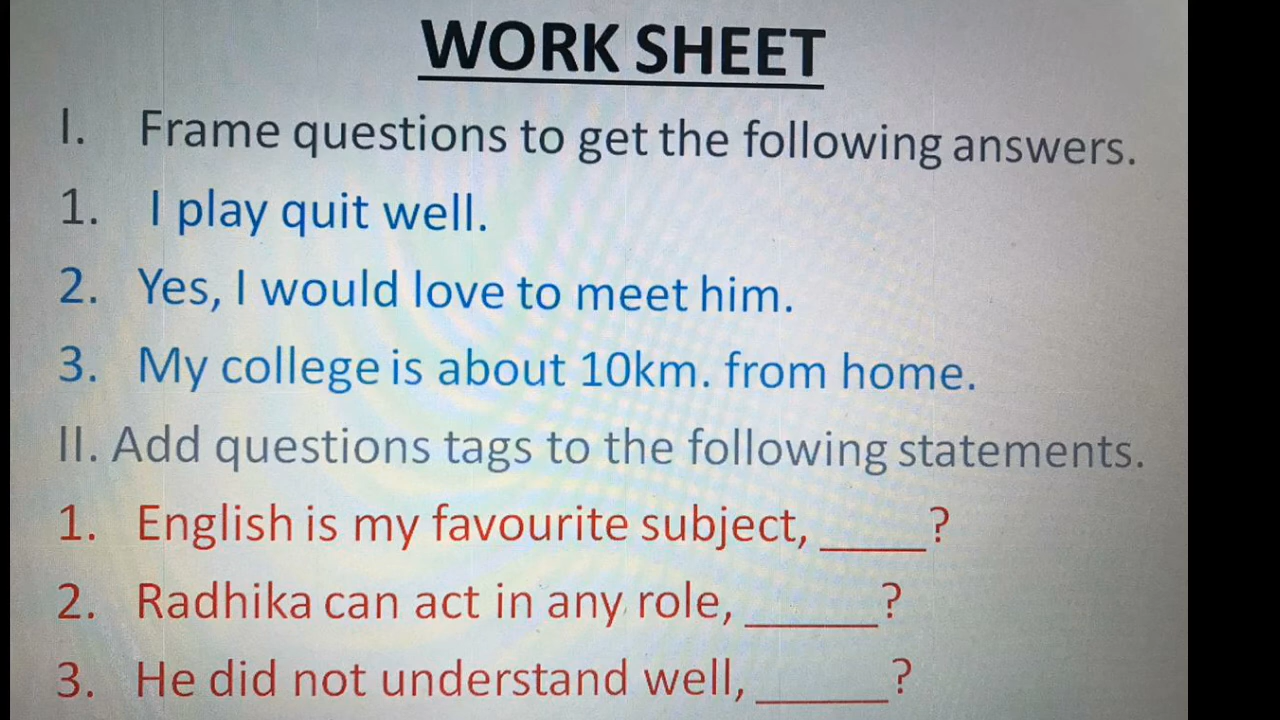 WORK SHEET
I. Frame questions to get the following answers.
1. I play quit well.
2. Yes, I would love to meet him.
3. My college is about 10km. from home.
II. Add questions tags to the following statements.
1. English is my favourite subject, _____?
2. Radhika can act in any role, ______?
3. He did not understand well, ______?